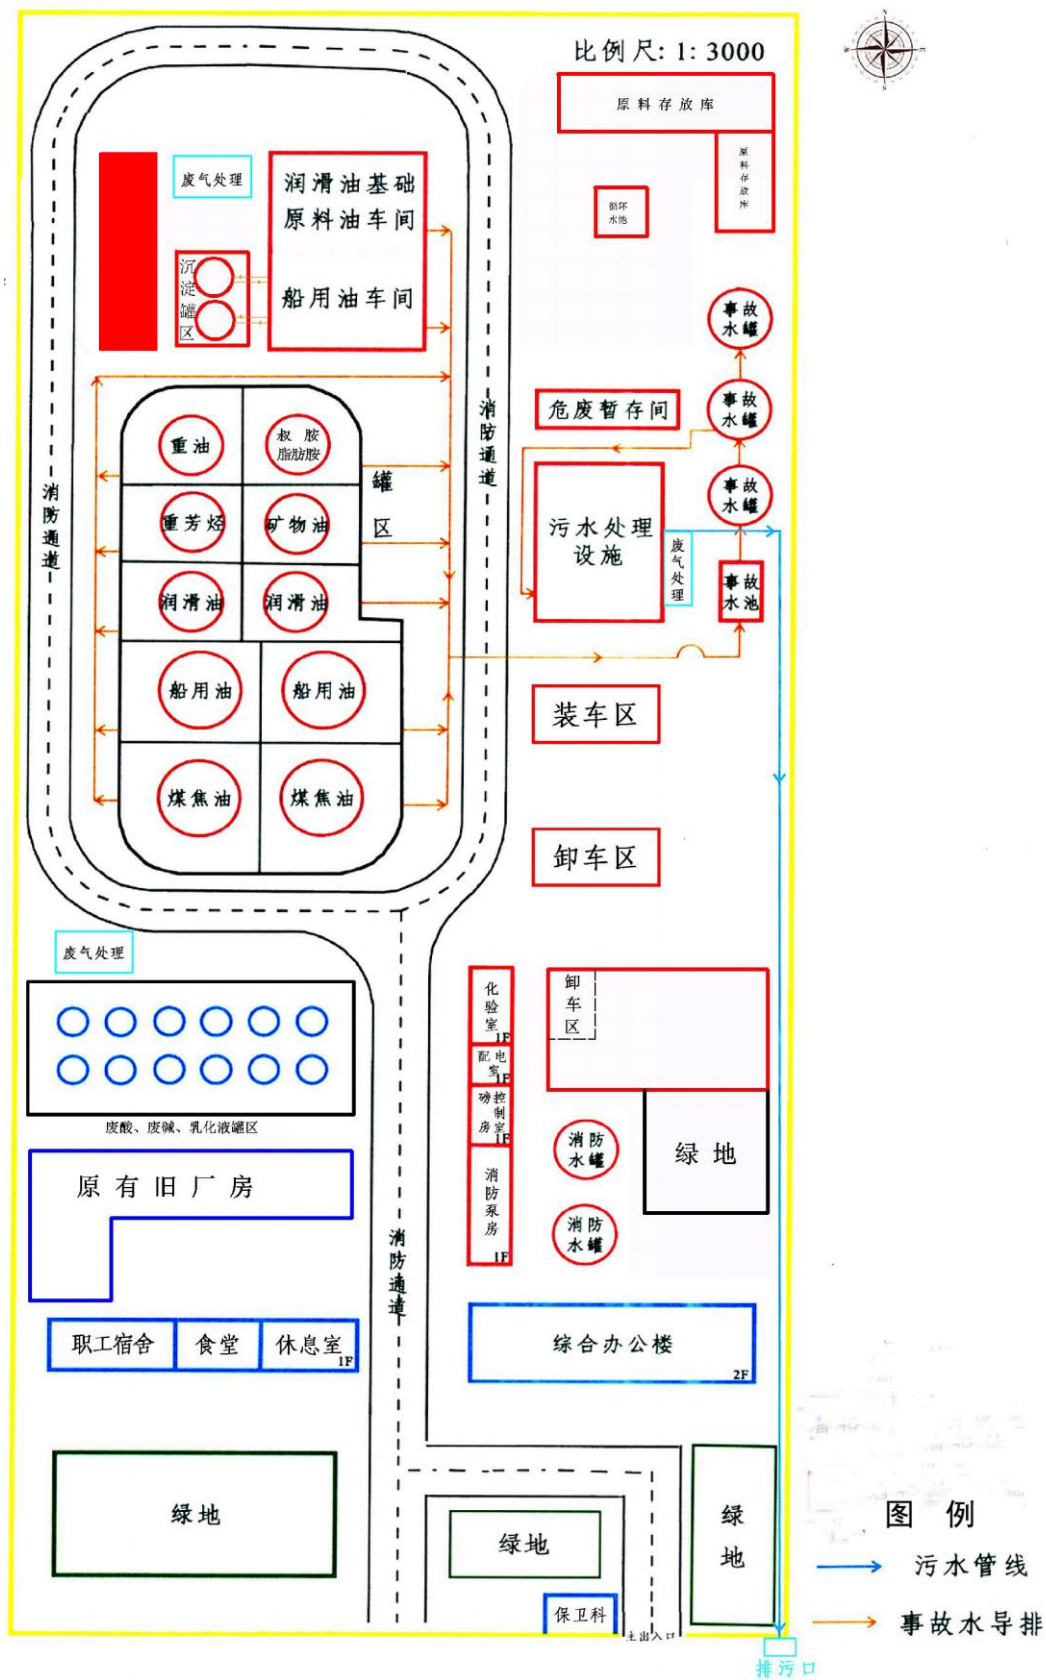 比例尺: 1: 3000
N
W
E
S
原料存放库
原料存放库
循环
水池
废气处理
润滑油基础
原料油车间
船用油车间
沉淀罐区
事故
水罐
事故
水罐
事故
水罐
事故
水池
危废暂存间
污水处理
设施
废气处理
消防通道
消防通道
罐区
重油
叔胺
脂肪胺
重芳烃
矿物油
润滑油
润滑油
船用油
船用油
煤焦油
煤焦油
装车区
卸车区
废气处理
废酸、废碱、乳化液罐区
化验室
1F
配电室
1F
磅房
控制室
1F
消防泵房
1F
卸车区
消防
水罐
消防
水罐
绿地
原有旧厂房
消防通道
职工宿舍
食堂
休息室
1F
综合办公楼
2F
绿地
绿地
绿地
保卫科
主出入口
排污口
图例
污水管线
事故水导排